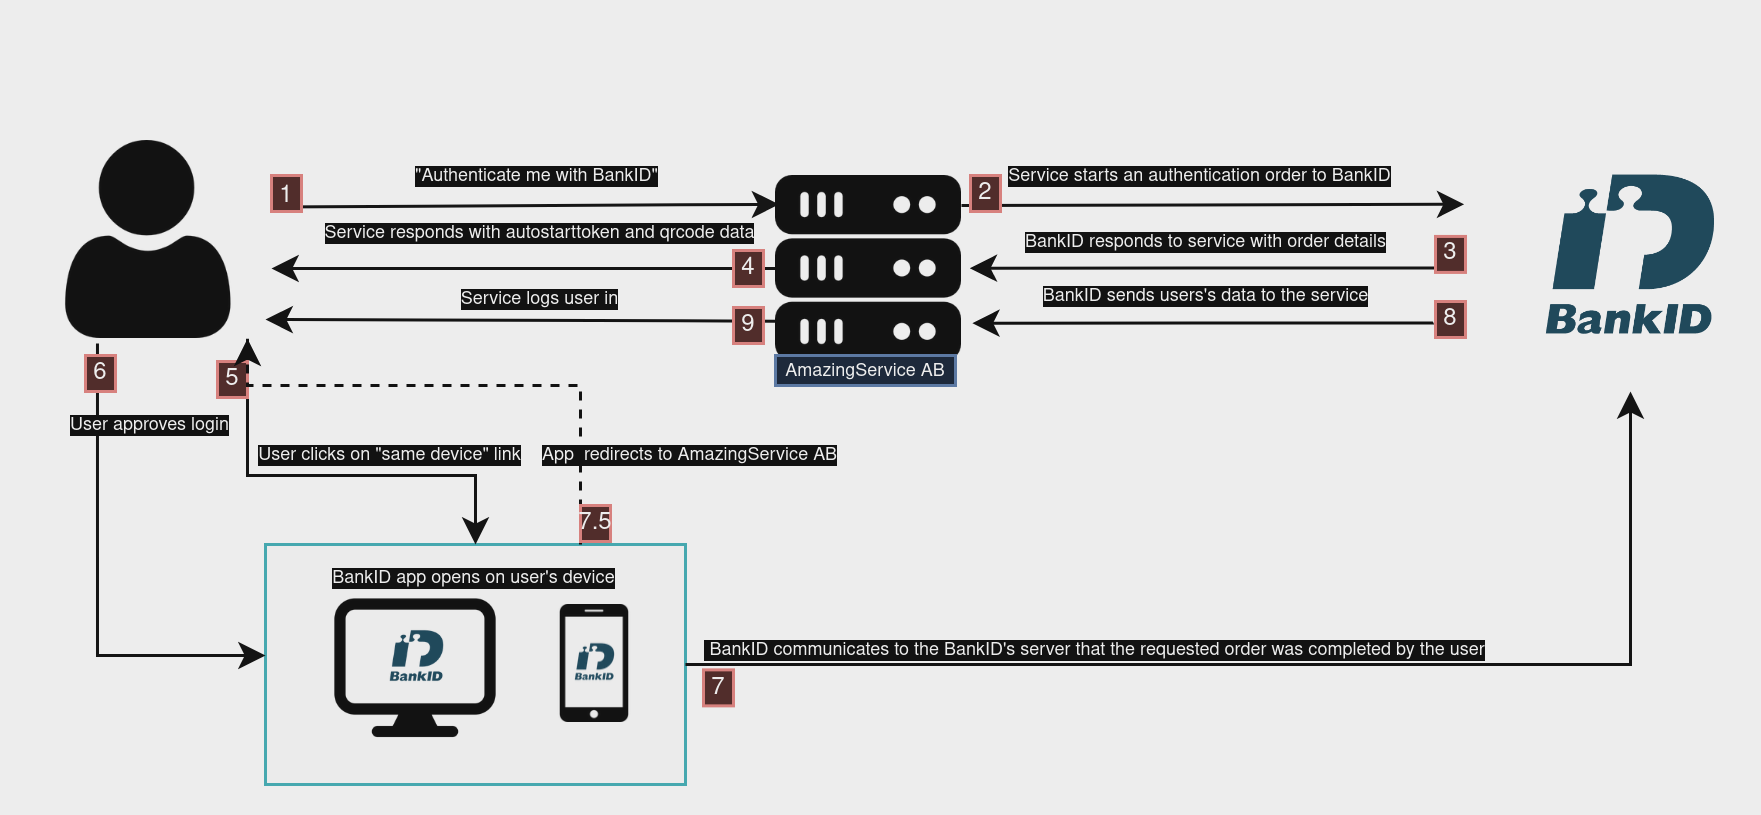 1
"Authenticate me with BankID"
2
Service starts an authentication order to BankID
Service responds with autostarttoken and qrcode data
4
BankID responds to service with order details
3
Service logs user in
9
BankID sends users's data to the service
8
BankID
AmazingService AB
6
5
User approves login
User clicks on "same device" link
App  redirects to AmazingService AB
7.5
BankID app opens on user's device
BankID
BankID
BankID communicates to the BankID's server that the requested order was completed by the user
7